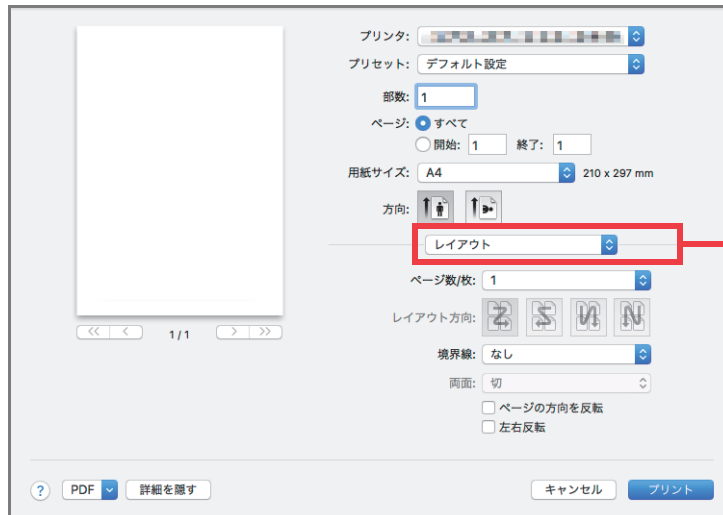 プリンタ:
プリセット: デフォルト設定
部数: 1
ページ: すべて
開始: 1 終了: 1
用紙サイズ: A4 210 x 297 mm
方向:
レイアウト
ページ数/枚: 1
レイアウト方向:
境界線: なし
両面: 切
ページの方向を反転
左右反転
<< < 1 / 1 > >>
? PDF 詳細を隠す キャンセル プリント